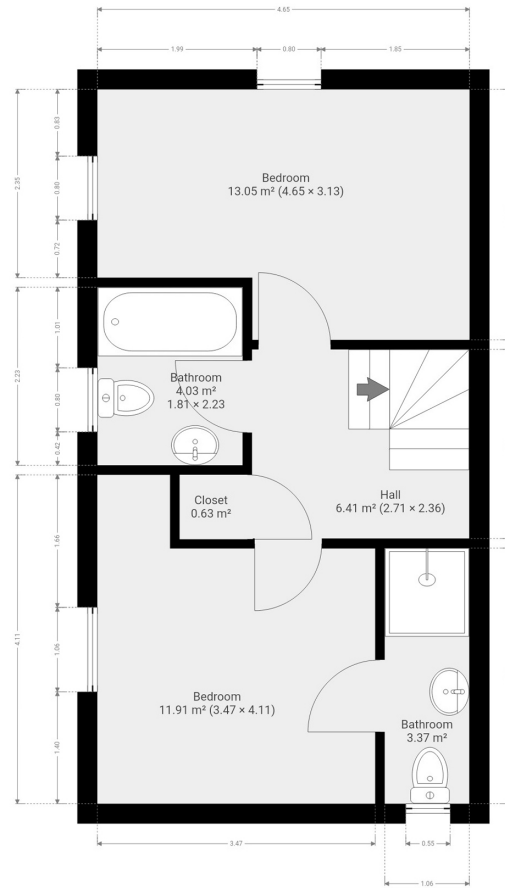 4.65
1.99
0.80
1.85
0.83
2.35
0.80
0.72
Bedroom
13.05 m² (4.65 × 3.13)
1.01
2.23
0.80
0.42
Bathroom
4.03 m²
1.81 × 2.23
Closet
0.63 m²
Hall
6.41 m² (2.71 × 2.36)
1.66
4.11
1.06
1.40
Bedroom
11.91 m² (3.47 × 4.11)
Bathroom
3.37 m²
3.47
0.55
1.06